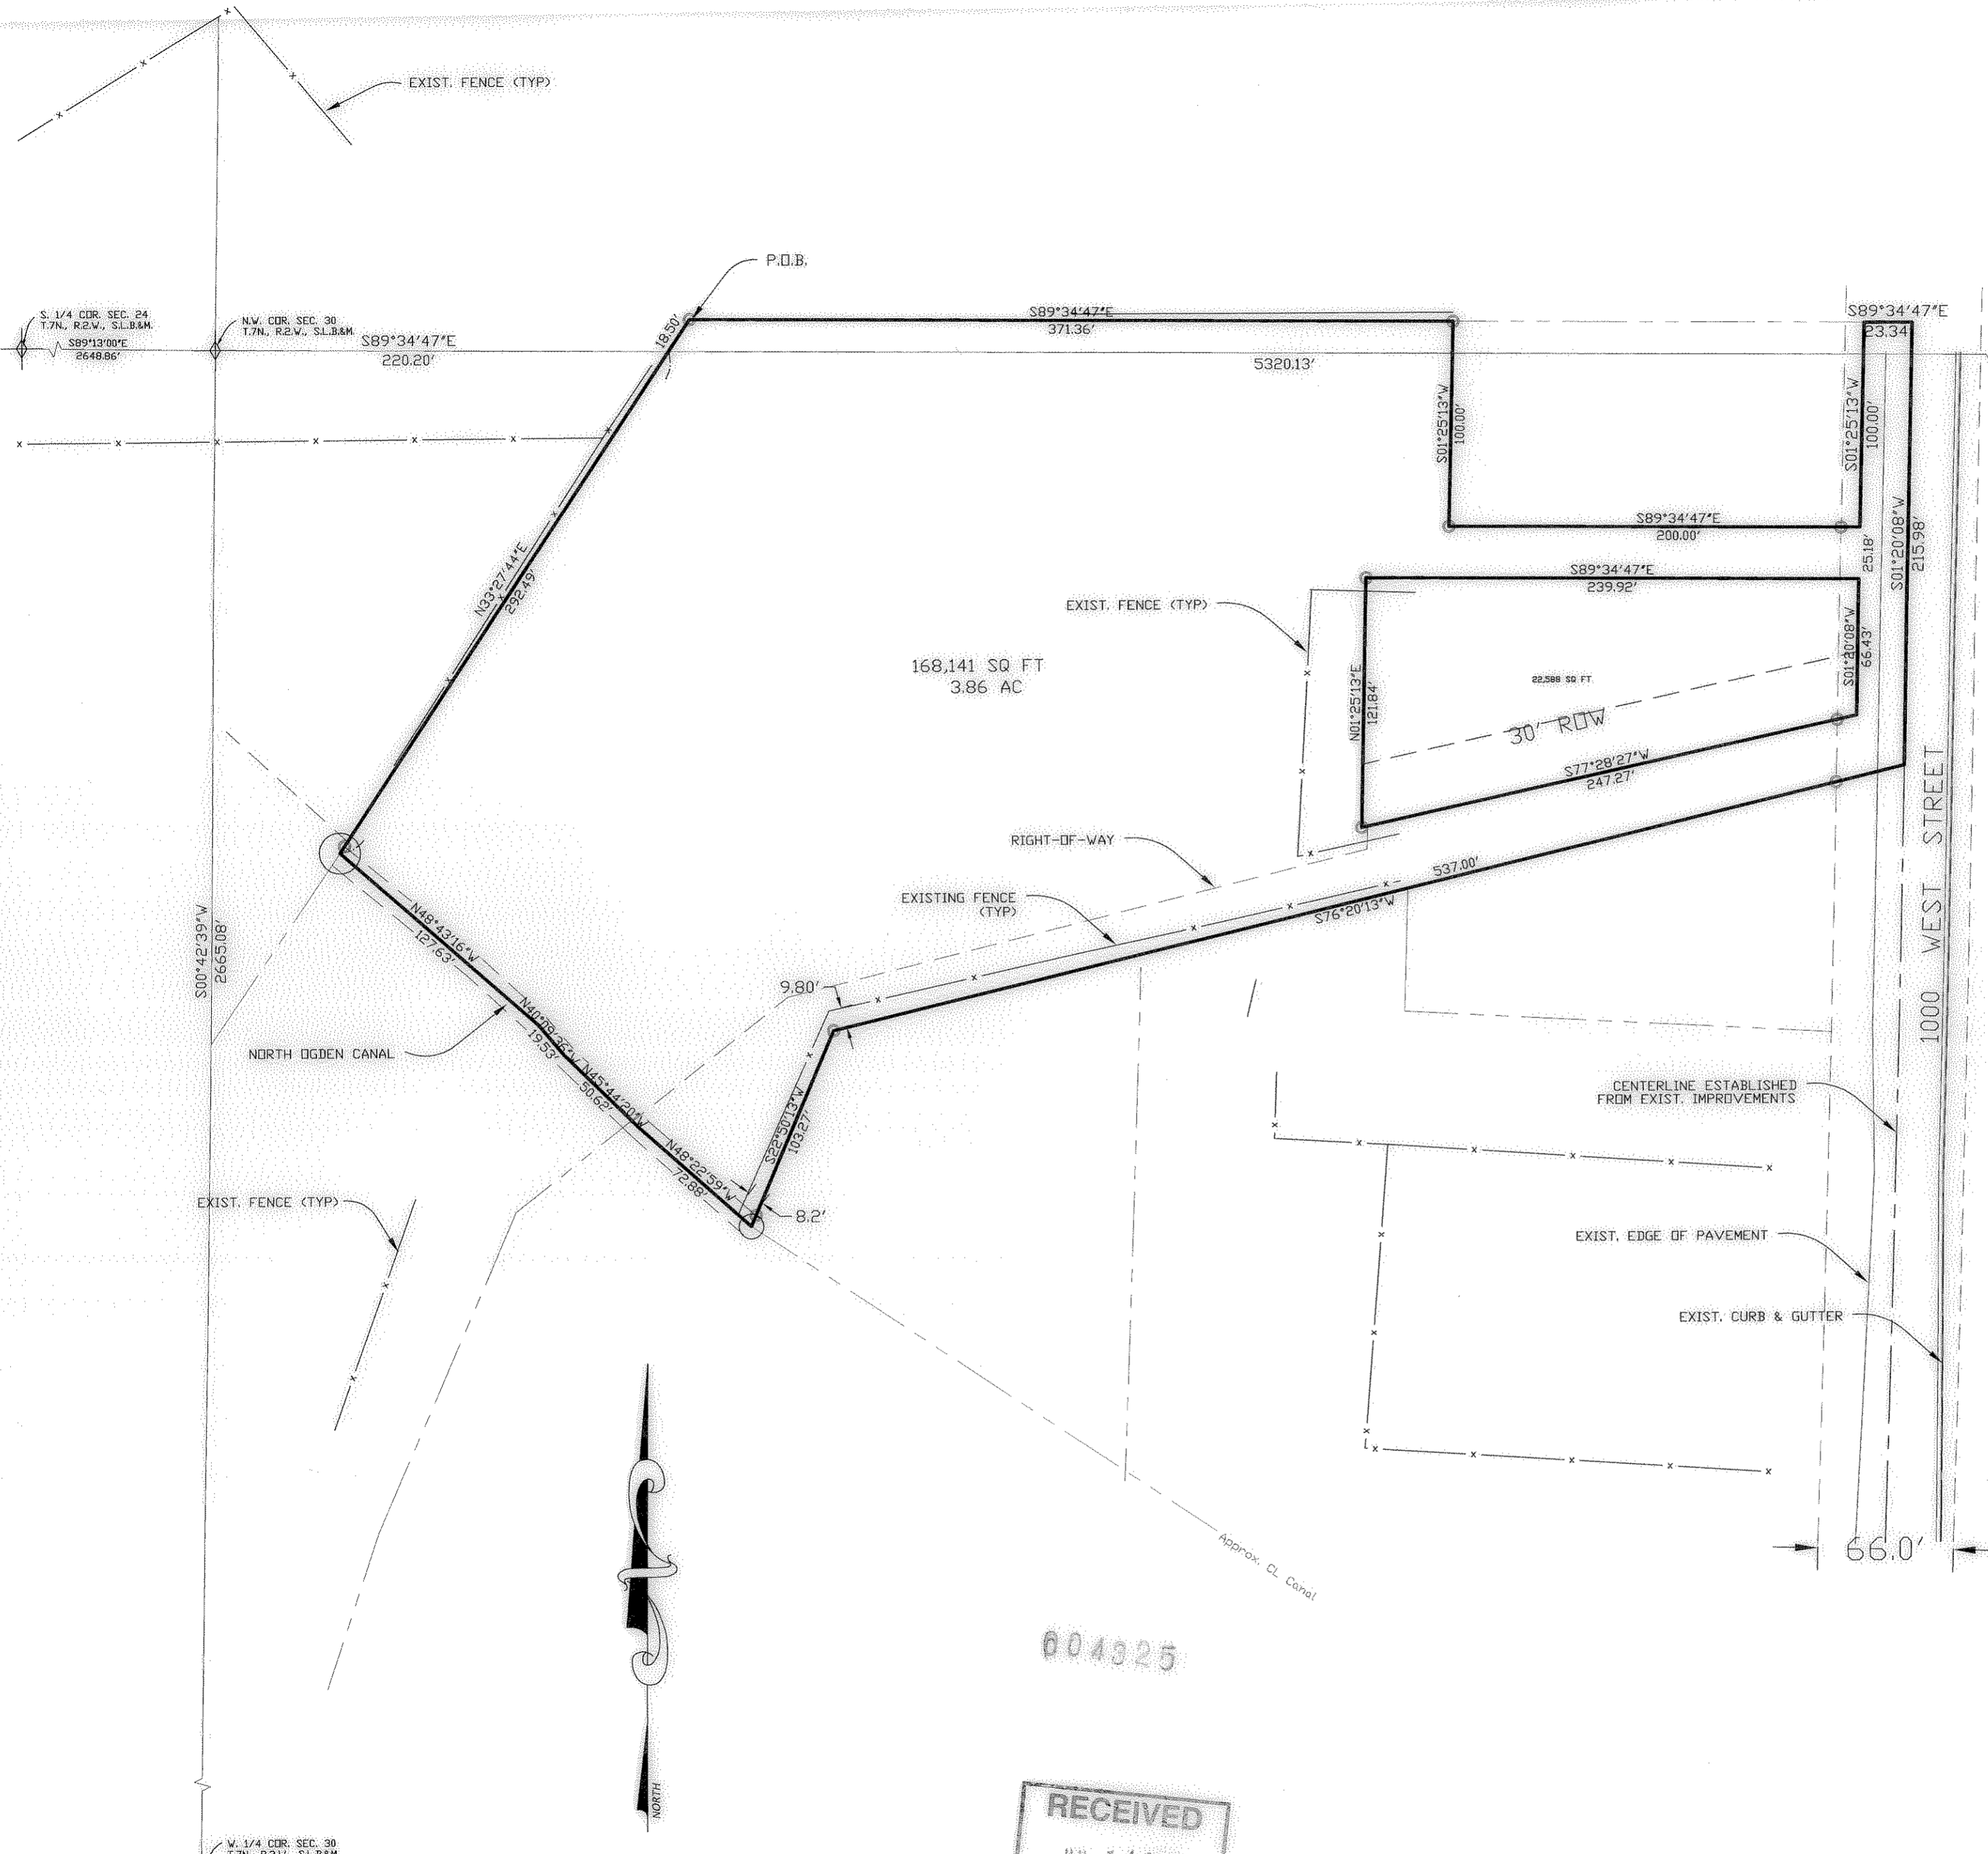 EXIST. FENCE (TYP)
P.O.B.
S. 1/4 COR. SEC. 24
T.7N., R.2.W., S.L.B.&M.
S89°13'00"E
2648.86'
N.W. COR. SEC. 30
T.7N., R.2.W., S.L.B.&M.
S89°34'47"E
220.20'
18.50'
S89°34'47"E
371.36'
5320.13'
S89°34'47"E
23.34'
S01°25'13"W
100.00'
S01°25'13"W
100.00'
S89°34'47"E
200.00'
25.18'
S01°20'08"W
215.98'
N33°27'44"E
292.49'
EXIST. FENCE (TYP)
S89°34'47"E
239.92'
168,141 SQ FT
3.86 AC
22,588 SQ FT
S01°20'08"W
66.43'
N01°25'13"E
121.84'
30' ROW
S77°28'27"W
247.27'
RIGHT-OF-WAY
537.00'
S76°20'13"W
EXISTING FENCE
(TYP)
1000 WEST STREET
S00°42'39"W
2665.08'
N48°43'16"W
127.63'
9.80'
N40°09'36"W
19.53'
NORTH OGDEN CANAL
N45°44'20"W
50.62'
S22°50'13"W
103.27'
N48°22'59"W
72.88'
8.2'
CENTERLINE ESTABLISHED
FROM EXIST. IMPROVEMENTS
EXIST. FENCE (TYP)
EXIST. EDGE OF PAVEMENT
EXIST. CURB & GUTTER
66.0'
Approx. CL Canal
604325
NORTH
RECEIVED
W. 1/4 COR. SEC. 30
T.7N., R.2.W., S.L.B.&M.